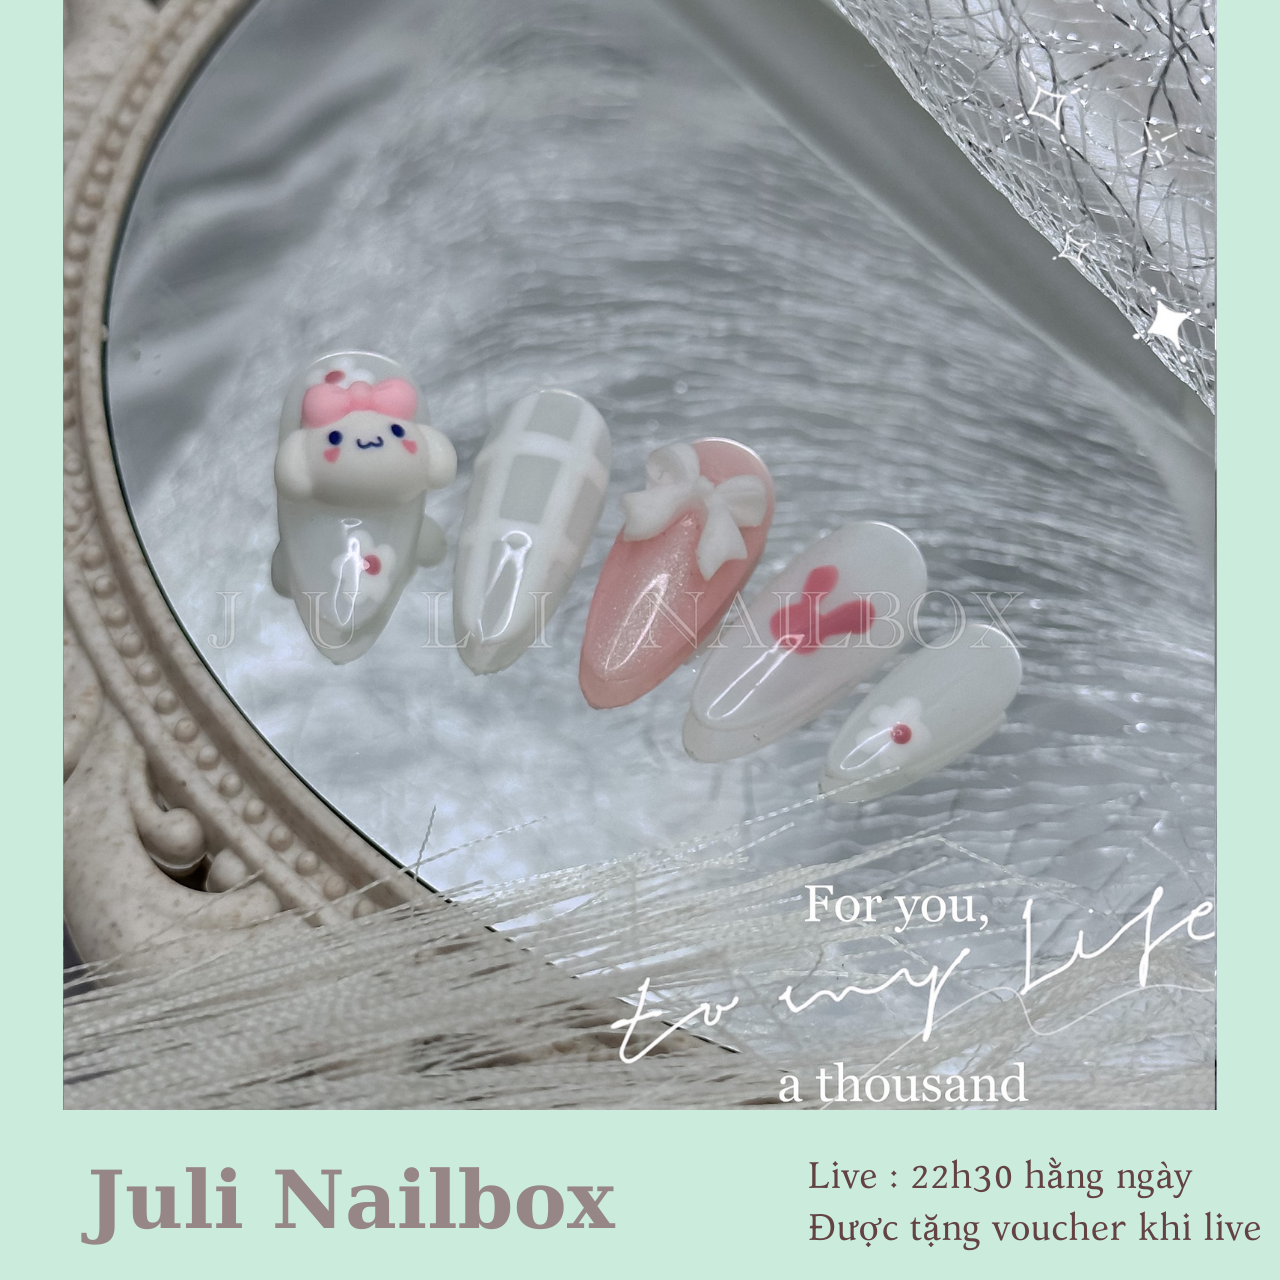 JULI NAILBOX
For you,
to my life
a thousand
Juli Nailbox
Live : 22h30 hằng ngày
Được tặng voucher khi live